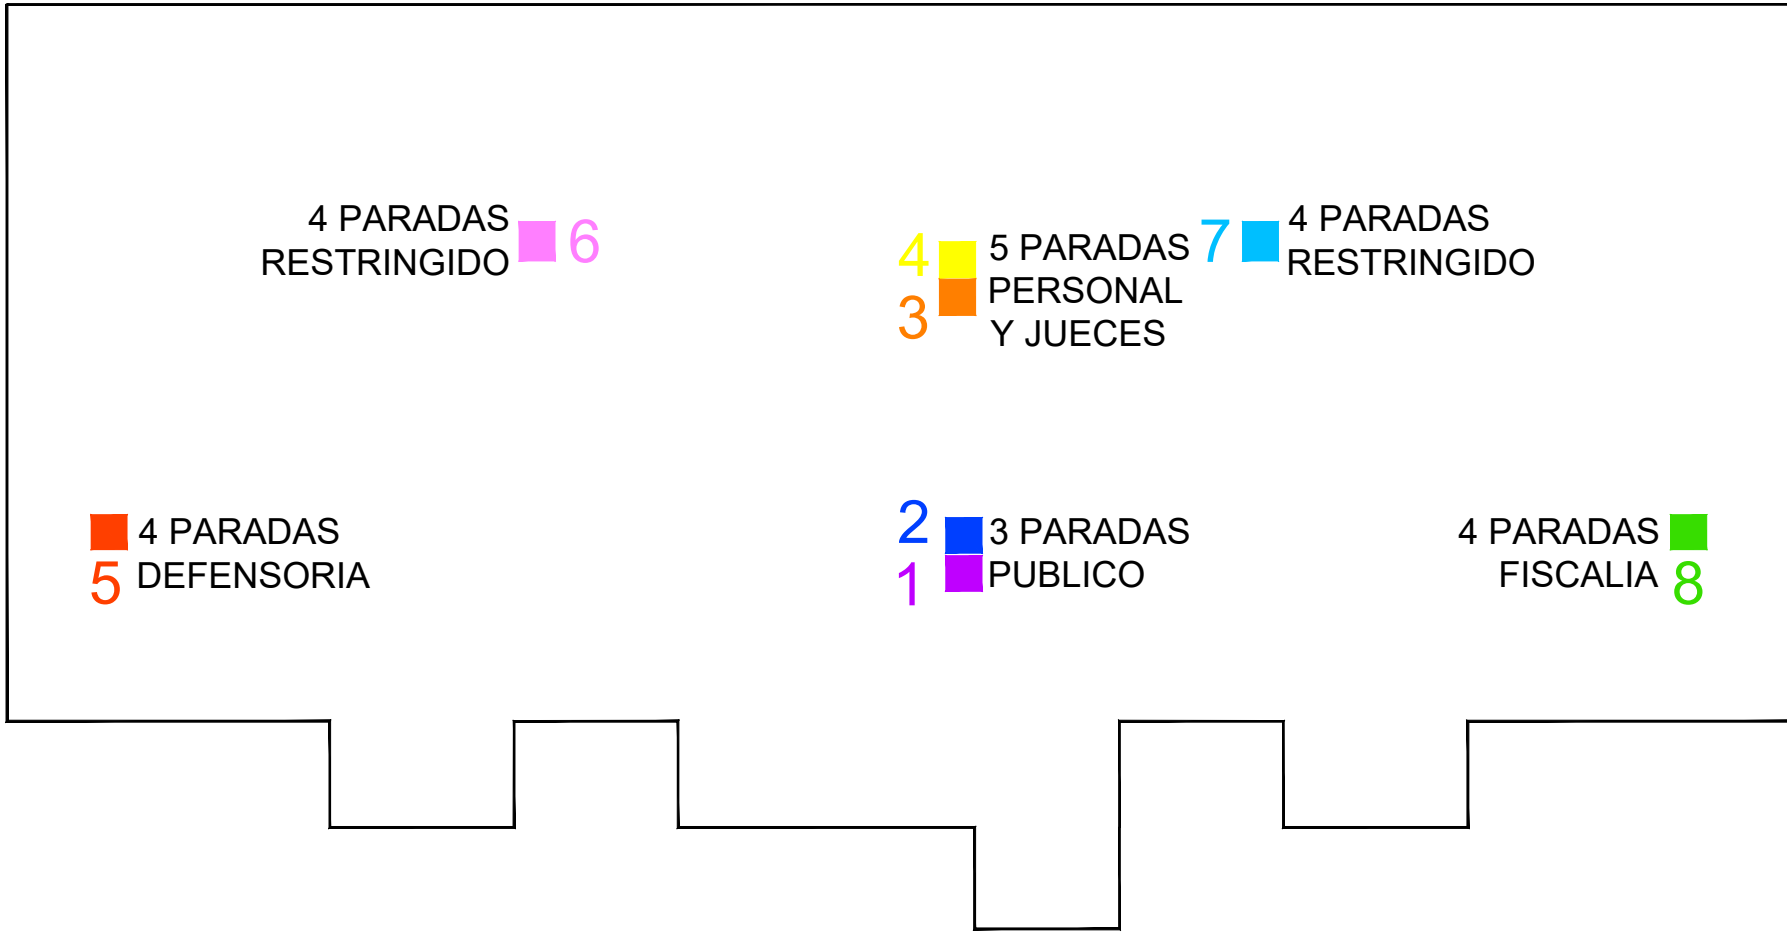 4 PARADAS
RESTRINGIDO
6
4
3
5 PARADAS
PERSONAL
Y JUECES
7
4 PARADAS
RESTRINGIDO
4 PARADAS
DEFENSORIA
5
2
1
3 PARADAS
PUBLICO
4 PARADAS
FISCALIA
8